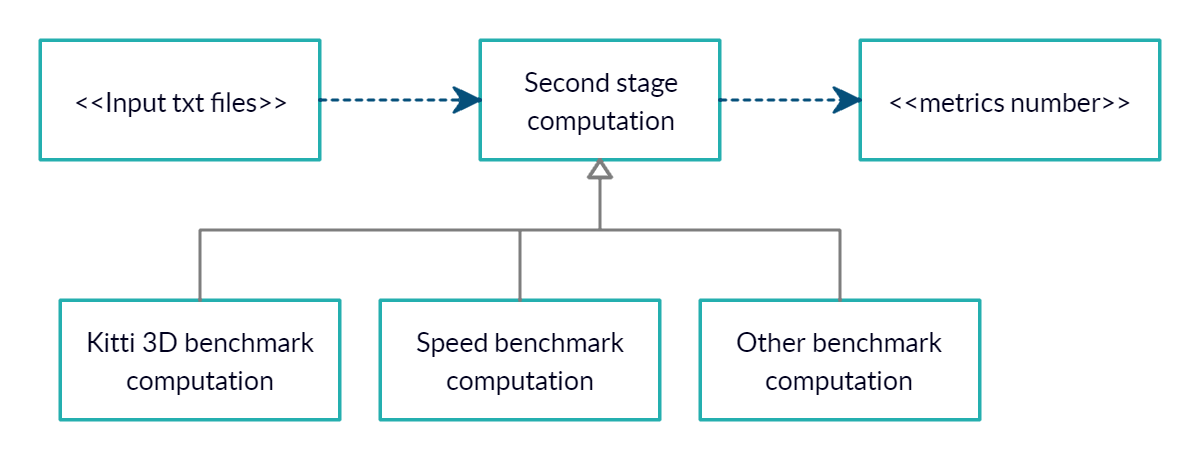 <<Input txt files>>
Second stage
computation
<<metrics number>>
Kitti 3D benchmark
computation
Speed benchmark
computation
Other benchmark
computation